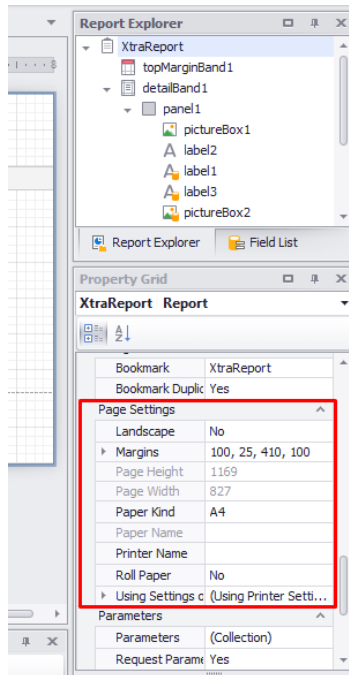 8
Report Explorer
XtraReport
topMarginBand1
detailBand1
panel1
pictureBox1
label2
label1
label3
pictureBox2
Report Explorer Field List
Property Grid
XtraReport Report
Bookmark XtraReport
Bookmark Duplic Yes
Page Settings
Landscape No
Margins 100, 25, 410, 100
Page Height 1169
Page Width 827
Paper Kind A4
Paper Name
Printer Name
Roll Paper No
Using Settings o (Using Printer Setti...
Parameters
Parameters (Collection)
Request Parame Yes